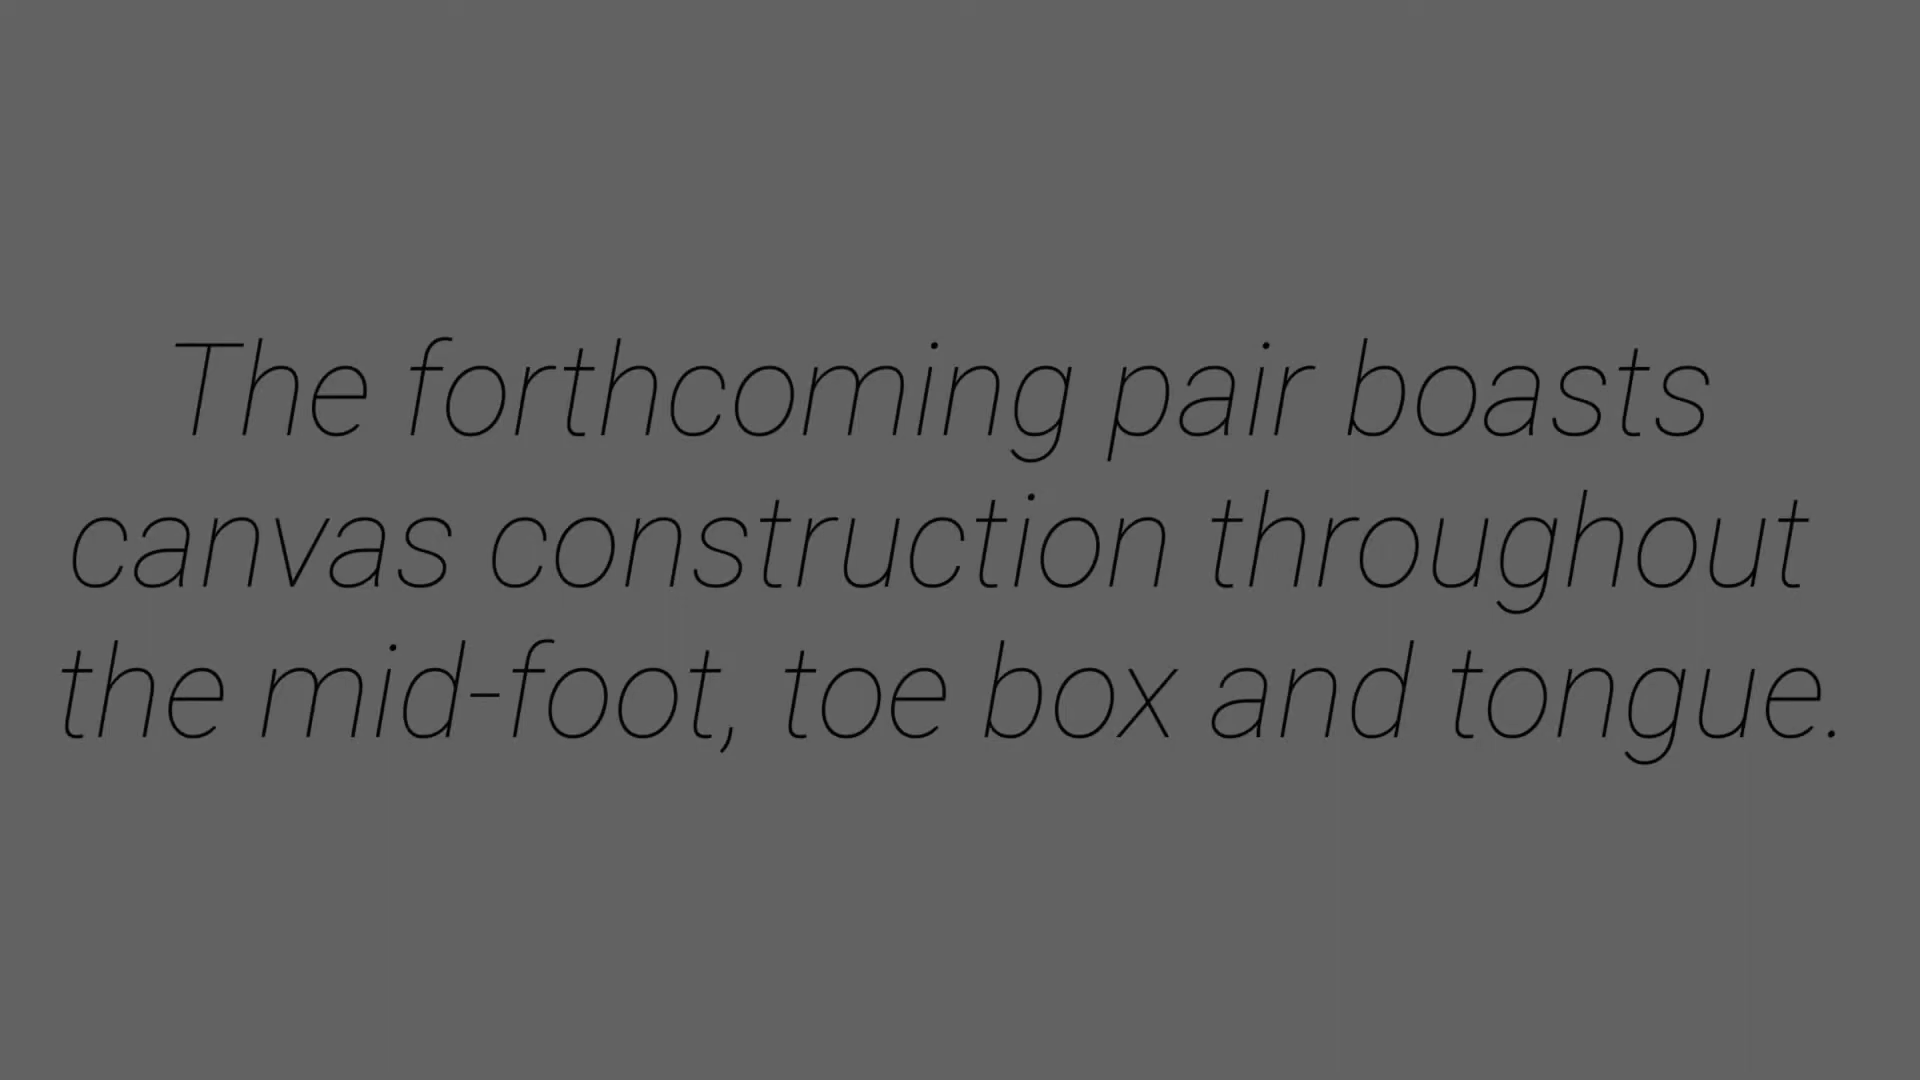 The forthcoming pair boasts
canvas construction throughout
the mid-foot, toe box and tongue.